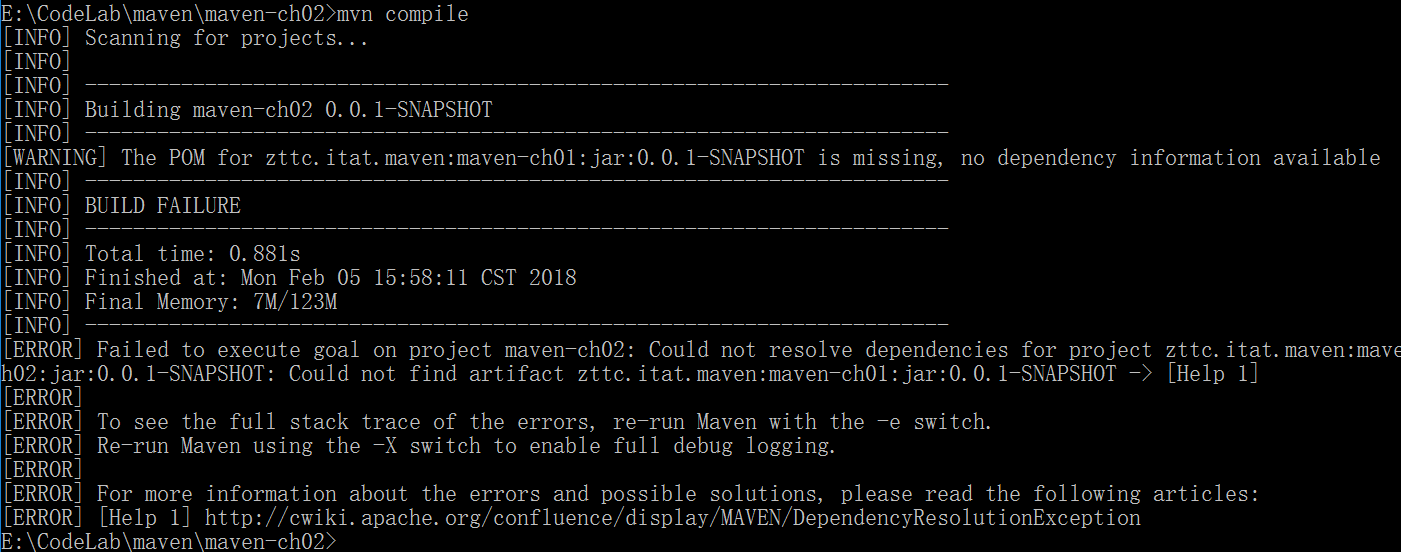 E:\CodeLab\maven\maven-ch02>mvn compile
[INFO] Scanning for projects...
[INFO]
[INFO] ------------------------------------------------------------------------
[INFO] Building maven-ch02 0.0.1-SNAPSHOT
[INFO] ------------------------------------------------------------------------
[WARNING] The POM for zttc.itat.maven:maven-ch01:jar:0.0.1-SNAPSHOT is missing, no dependency information available
[INFO] ------------------------------------------------------------------------
[INFO] BUILD FAILURE
[INFO] ------------------------------------------------------------------------
[INFO] Total time: 0.881s
[INFO] Finished at: Mon Feb 05 15:58:11 CST 2018
[INFO] Final Memory: 7M/123M
[INFO] ------------------------------------------------------------------------
[ERROR] Failed to execute goal on project maven-ch02: Could not resolve dependencies for project zttc.itat.maven:mave
h02:jar:0.0.1-SNAPSHOT: Could not find artifact zttc.itat.maven:maven-ch01:jar:0.0.1-SNAPSHOT -> [Help 1]
[ERROR]
[ERROR] To see the full stack trace of the errors, re-run Maven with the -e switch.
[ERROR] Re-run Maven using the -X switch to enable full debug logging.
[ERROR]
[ERROR] For more information about the errors and possible solutions, please read the following articles:
[ERROR] [Help 1] http://cwiki.apache.org/confluence/display/MAVEN/DependencyResolutionException
E:\CodeLab\maven\maven-ch02>